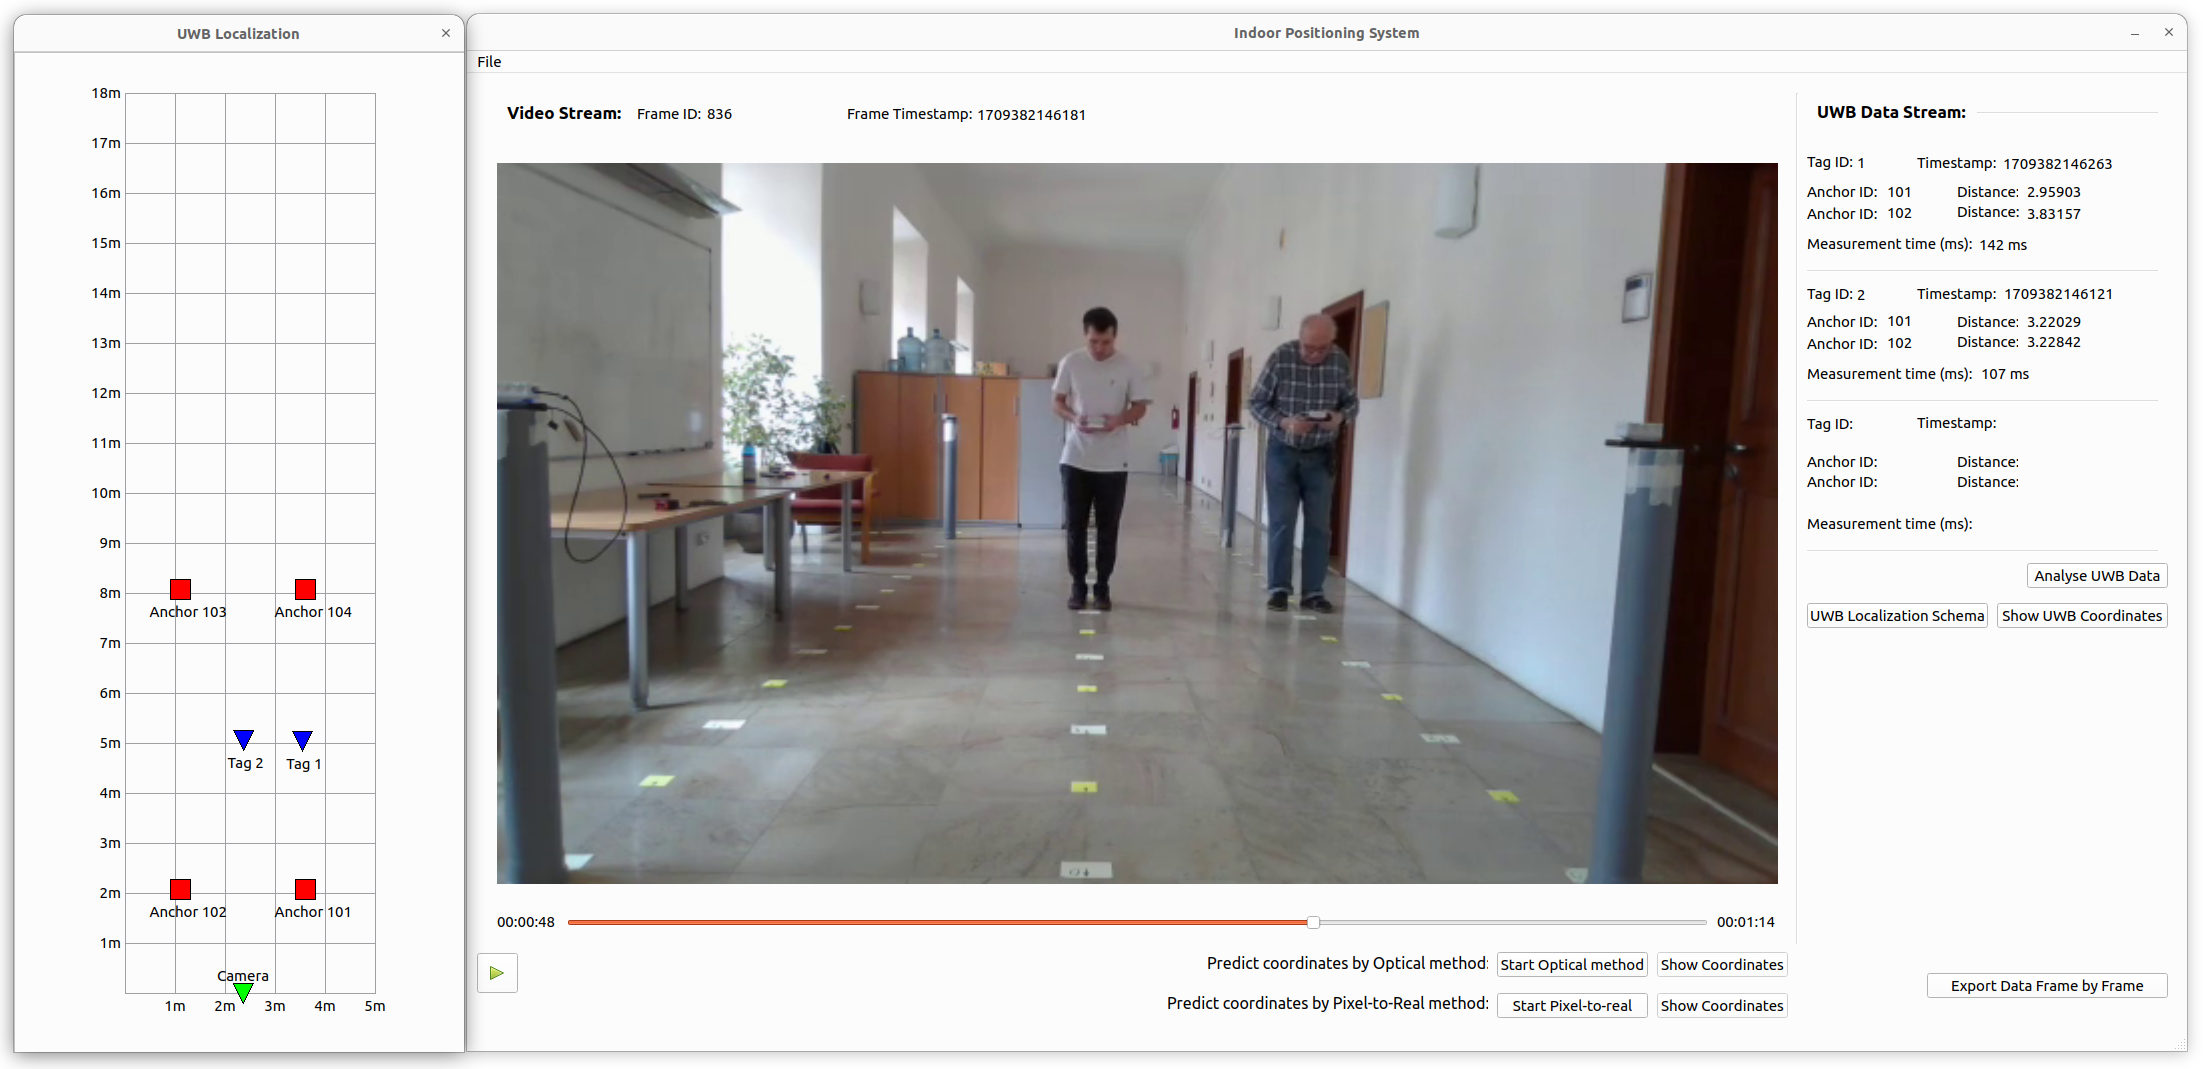 UWB Localization
18m
17m
16m
15m
14m
13m
12m
11m
10m
9m
8m
Anchor 103 Anchor 104
7m
6m
5m
Tag 2 Tag 1
4m
3m
2m
Anchor 102 Anchor 101
1m
Camera
1m 2m 3m 4m 5m
Indoor Positioning System
File
Video Stream: Frame ID: 836 Frame Timestamp: 1709382146181
00:00:48 00:01:14
Predict coordinates by Optical method: Start Optical method Show Coordinates
Predict coordinates by Pixel-to-Real method: Start Pixel-to-real Show Coordinates
UWB Data Stream:
Tag ID: 1 Timestamp: 1709382146263
Anchor ID: 101 Distance: 2.95903
Anchor ID: 102 Distance: 3.83157
Measurement time (ms): 142 ms
Tag ID: 2 Timestamp: 1709382146121
Anchor ID: 101 Distance: 3.22029
Anchor ID: 102 Distance: 3.22842
Measurement time (ms): 107 ms
Tag ID: Timestamp:
Anchor ID: Distance:
Anchor ID: Distance:
Measurement time (ms):
Analyse UWB Data
UWB Localization Schema Show UWB Coordinates
Export Data Frame by Frame